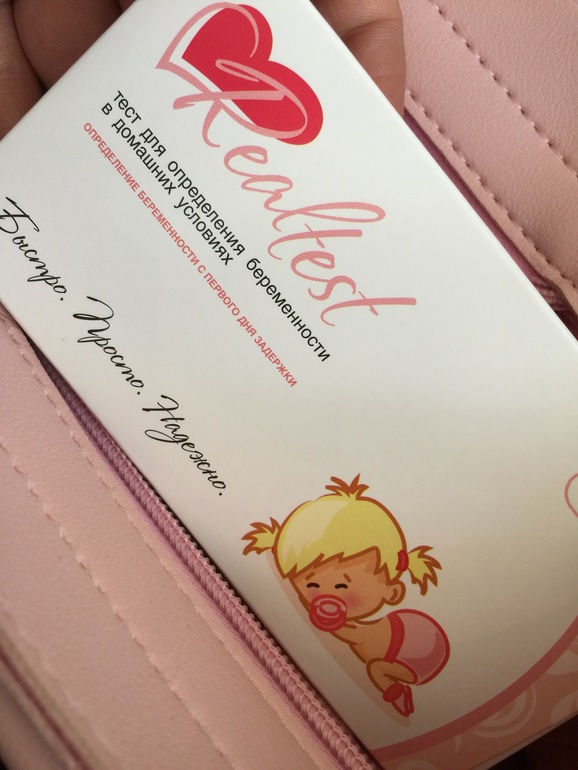 Realtest
тест для определения беременности
в домашних условиях
ОПРЕДЕЛЕНИЕ БЕРЕМЕННОСТИ С ПЕРВОГО ДНЯ ЗАДЕРЖКИ
Быстро. Просто. Надежно.